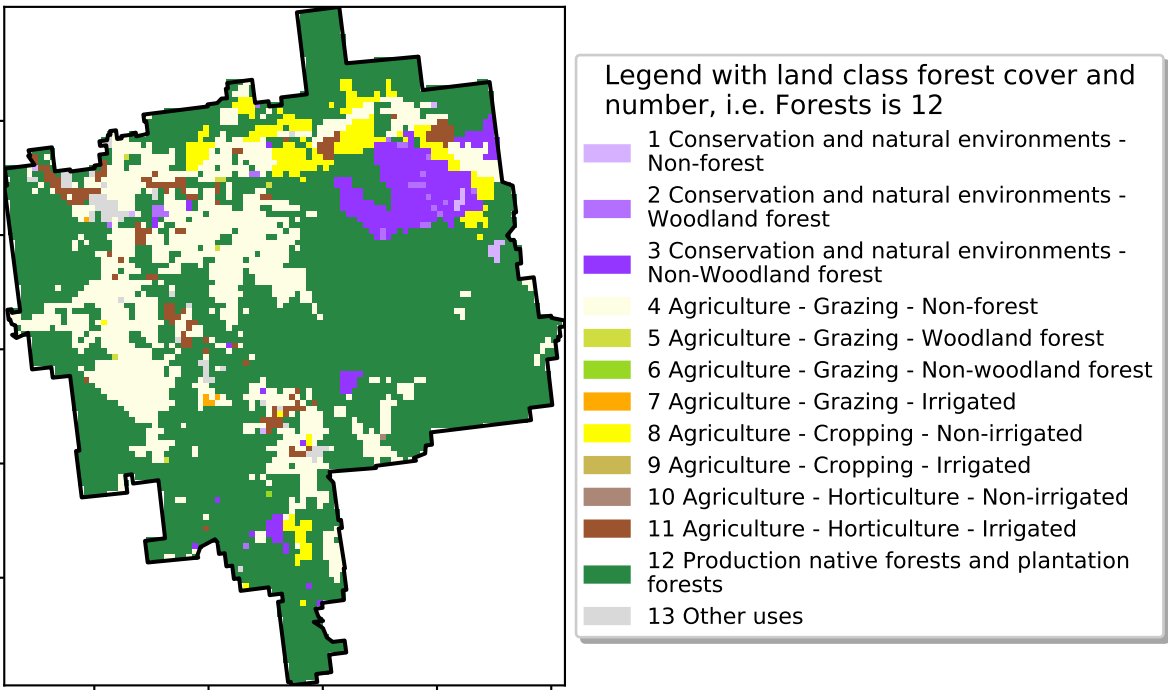 Legend with land class forest cover and
number, i.e. Forests is 12
1 Conservation and natural environments -
Non-forest
2 Conservation and natural environments -
Woodland forest
3 Conservation and natural environments -
Non-Woodland forest
4 Agriculture - Grazing - Non-forest
5 Agriculture - Grazing - Woodland forest
6 Agriculture - Grazing - Non-woodland forest
7 Agriculture - Grazing - Irrigated
8 Agriculture - Cropping - Non-irrigated
9 Agriculture - Cropping - Irrigated
10 Agriculture - Horticulture - Non-irrigated
11 Agriculture - Horticulture - Irrigated
12 Production native forests and plantation
forests
13 Other uses